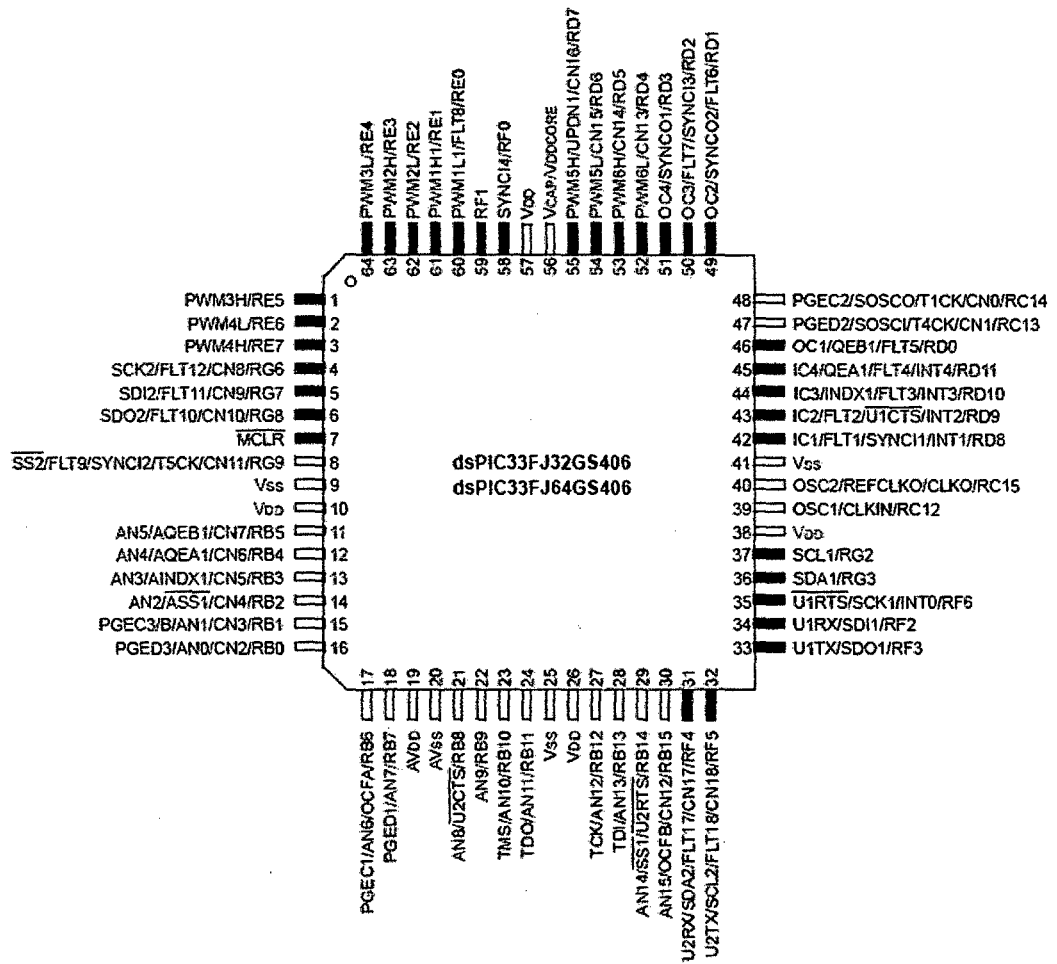 64 PWM3L/RE4
63 PWM2H/RE3
62 PWM2L/RE2
61 PWM1H1/RE1
60 PWM1L1/FLT8/RE0
59 RF1
58 SYNCI4/RF0
57 VDD
56 VCAP/VDDCORE
55 PWM5H/UPDN1/CN16/RD7
54 PWM5L/CN15/RD6
53 PWM6H/CN14/RD5
52 PWM6L/CN13/RD4
51 OC4/SYNCO1/RD3
50 OC3/FLT7/SYNCI3/RD2
49 OC2/SYNCO2/FLT6/RD1
PWM3H/RE5 1
PWM4L/RE6 2
PWM4H/RE7 3
SCK2/FLT12/CN8/RG6 4
SDI2/FLT11/CN9/RG7 5
SDO2/FLT10/CN10/RG8 6
MCLR 7
SS2/FLT9/SYNCI2/T5CK/CN11/RG9 8
VSS 9
VDD 10
AN5/AQEB1/CN7/RB5 11
AN4/AQEA1/CN6/RB4 12
AN3/AINDX1/CN5/RB3 13
AN2/ASS1/CN4/RB2 14
PGEC3/B/AN1/CN3/RB1 15
PGED3/AN0/CN2/RB0 16
dsPIC33FJ32GS406
dsPIC33FJ64GS406
48 PGEC2/SOSCO/T1CK/CN0/RC14
47 PGED2/SOSCI/T4CK/CN1/RC13
46 OC1/QEB1/FLT5/RD0
45 IC4/QEA1/FLT4/INT4/RD11
44 IC3/INDX1/FLT3/INT3/RD10
43 IC2/FLT2/U1CTS/INT2/RD9
42 IC1/FLT1/SYNCI1/INT1/RD8
41 VSS
40 OSC2/REFCLKO/CLKO/RC15
39 OSC1/CLKIN/RC12
38 VDD
37 SCL1/RG2
36 SDA1/RG3
35 U1RTS/SCK1/INT0/RF6
34 U1RX/SDI1/RF2
33 U1TX/SDO1/RF3
17 PGEC1/AN6/OCFA/RB6
18 PGED1/AN7/RB7
19 AVDD
20 AVSS
21 AN8/U2CTS/RB8
22 AN9/RB9
23 TMS/AN10/RB10
24 TDO/AN11/RB11
25 VSS
26 VDD
27 TCK/AN12/RB12
28 TDI/AN13/RB13
29 AN14/SS1/U2RTS/RB14
30 AN15/OCFB/CN12/RB15
31 U2RX/SDA2/FLT17/CN17/RF4
32 U2TX/SCL2/FLT18/CN18/RF5